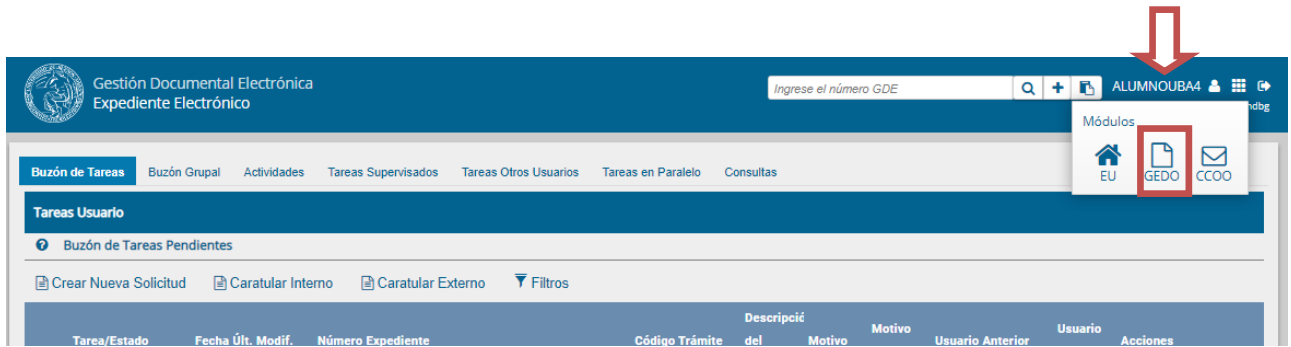 Gestión Documental Electrónica
Expediente Electrónico
Ingrese el número GDE
ALUMNOUBA4
ndbg
Módulos
EU GEDO CCOO
Buzón de Tareas Buzón Grupal Actividades Tareas Supervisados Tareas Otros Usuarios Tareas en Paralelo Consultas
Tareas Usuario
Buzón de Tareas Pendientes
Crear Nueva Solicitud Caratular Interno Caratular Externo Filtros
Tarea/Estado Fecha Últ. Modif. Número Expediente Código Trámite Descripció del Motivo Motivo Usuario Anterior Usuario Acciones